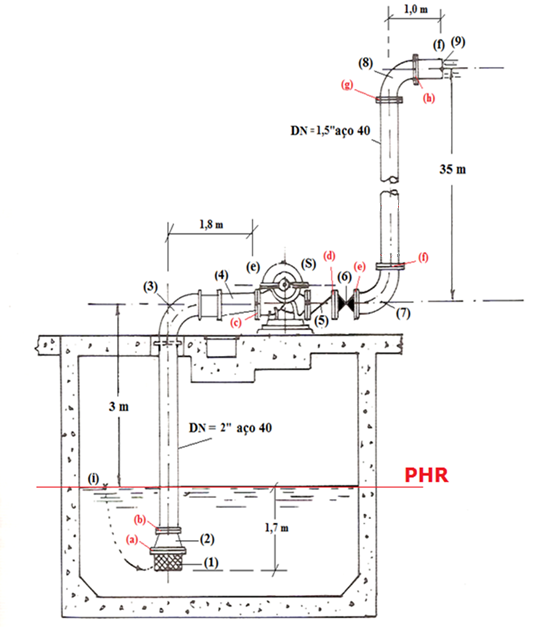 1,0 m
(f) (9)
(8)
(g)
(h)
DN = 1,5" aço 40
35 m
1,8 m
(3)
(4)
(e)
(S)
(d)
(6)
(e)
(f)
(c)
(5)
(7)
3 m
DN = 2" aço 40
PHR
(i)
(b)
(a)
(2)
(1)
1,7 m